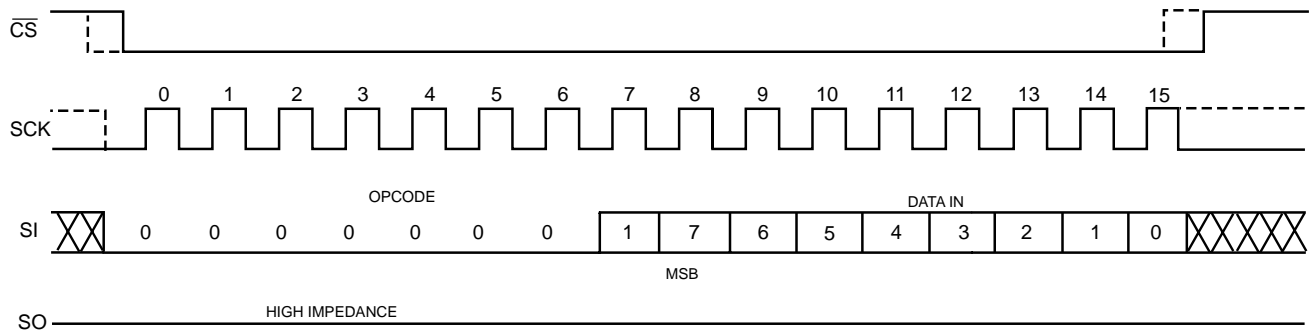 CS
0 1 2 3 4 5 6 7 8 9 10 11 12 13 14 15
SCK
OPCODE DATA IN
SI 0 0 0 0 0 0 0 1 7 6 5 4 3 2 1 0
MSB
HIGH IMPEDANCE
SO